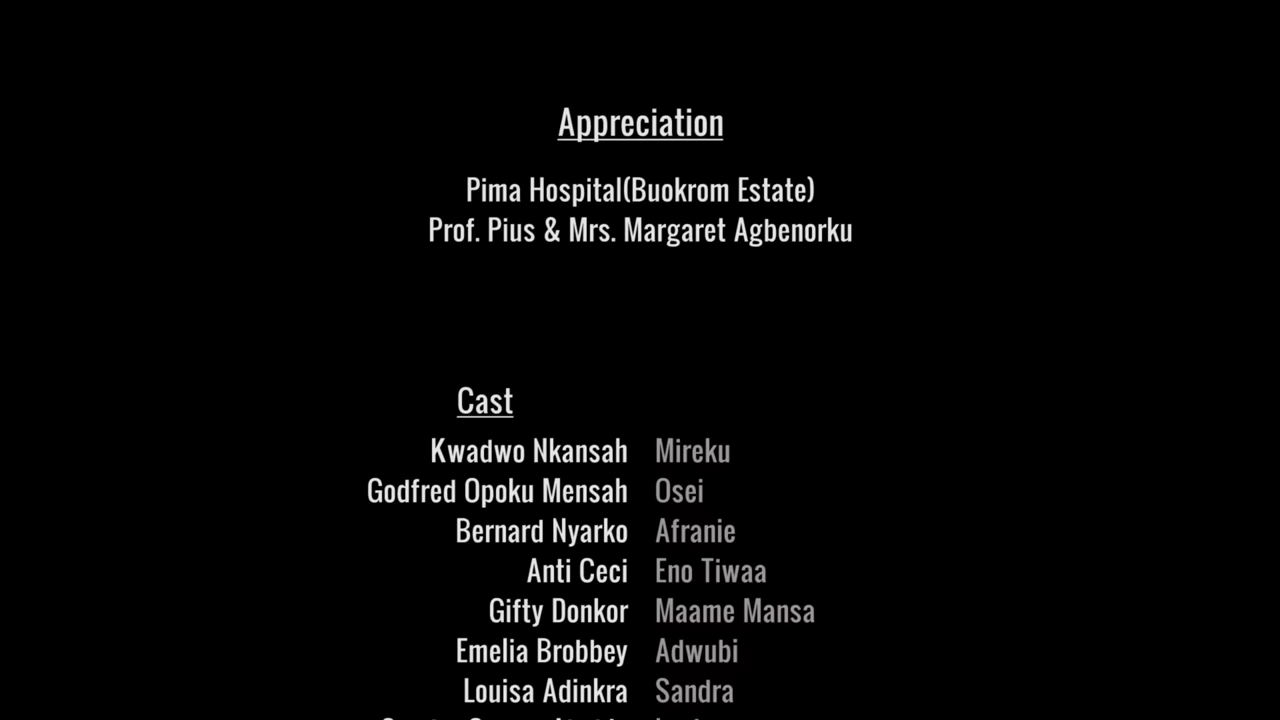 Appreciation
Pima Hospital(Buokrom Estate)
Prof. Pius & Mrs. Margaret Agbenorku
Cast
Kwadwo Nkansah Mireku
Godfred Opoku Mensah Osei
Bernard Nyarko Afranie
Anti Ceci Eno Tiwaa
Gifty Donkor Maame Mansa
Emelia Brobbey Adwubi
Louisa Adinkra Sandra